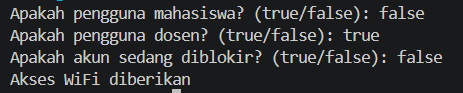 Apakah pengguna mahasiswa? (true/false): false
Apakah pengguna dosen? (true/false): true
Apakah akun sedang diblokir? (true/false): false
Akses WiFi diberikan